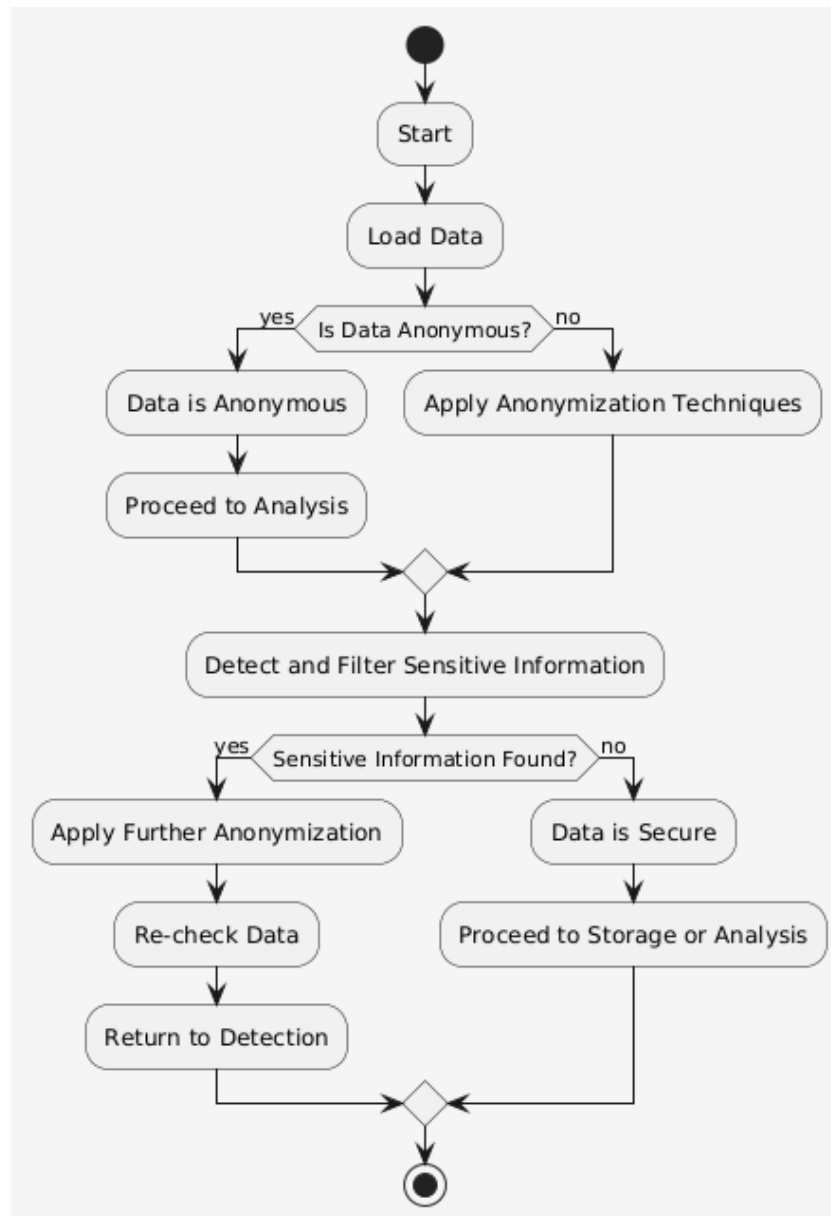 Start
Load Data
yes
Is Data Anonymous?
no
Data is Anonymous
Apply Anonymization Techniques
Proceed to Analysis
Detect and Filter Sensitive Information
yes
Sensitive Information Found?
no
Apply Further Anonymization
Data is Secure
Re-check Data
Proceed to Storage or Analysis
Return to Detection